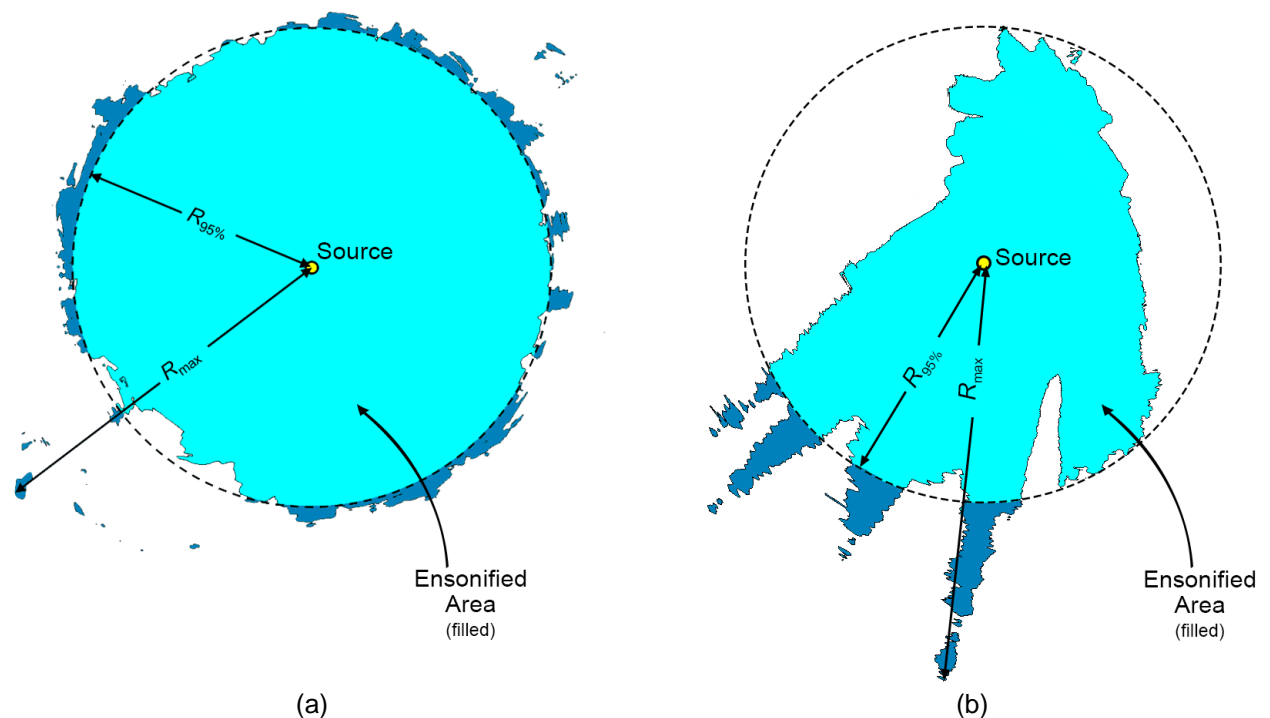 R95%
Source
Rmax
Ensonified
Area
(filled)
(a)
Source
R95%
Rmax
Ensonified
Area
(filled)
(b)